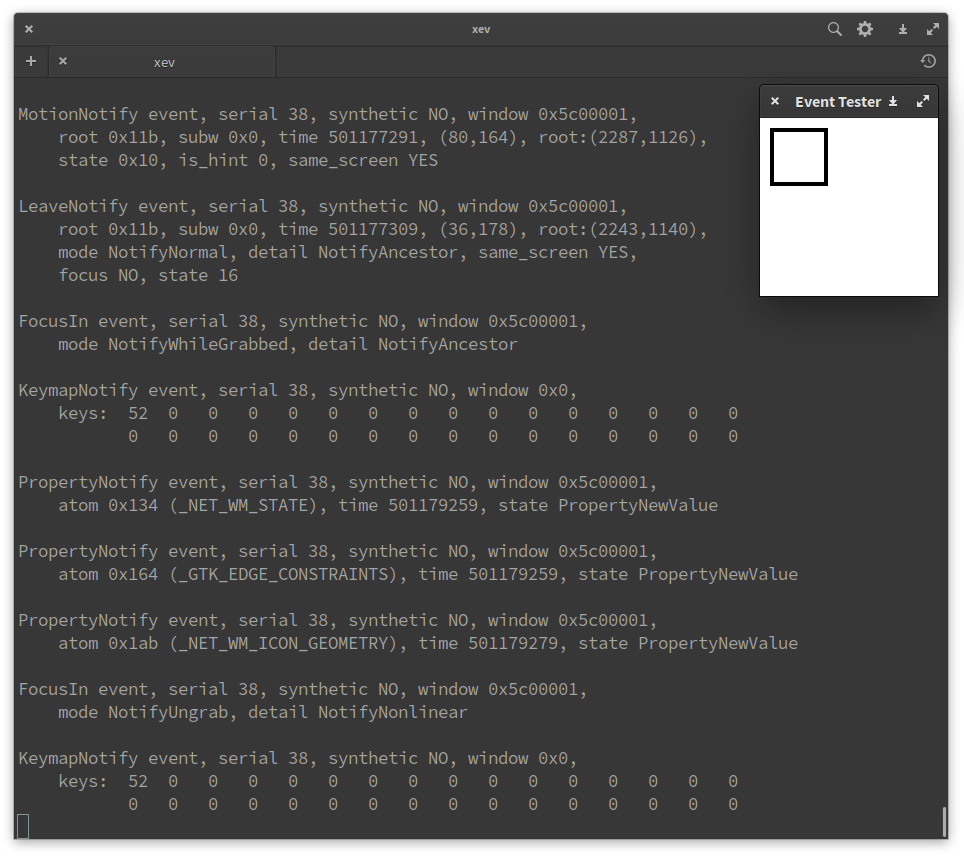 xev
xev
Event Tester
MotionNotify event, serial 38, synthetic NO, window 0x5c00001,
root 0x11b, subw 0x0, time 501177291, (80,164), root:(2287,1126),
state 0x10, is_hint 0, same_screen YES
LeaveNotify event, serial 38, synthetic NO, window 0x5c00001,
root 0x11b, subw 0x0, time 501177309, (36,178), root:(2243,1140),
mode NotifyNormal, detail NotifyAncestor, same_screen YES,
focus NO, state 16
FocusIn event, serial 38, synthetic NO, window 0x5c00001,
mode NotifyWhileGrabbed, detail NotifyAncestor
KeymapNotify event, serial 38, synthetic NO, window 0x0,
keys: 52 0 0 0 0 0 0 0 0 0 0 0 0 0 0 0
0 0 0 0 0 0 0 0 0 0 0 0 0 0 0 0
PropertyNotify event, serial 38, synthetic NO, window 0x5c00001,
atom 0x134 (_NET_WM_STATE), time 501179259, state PropertyNewValue
PropertyNotify event, serial 38, synthetic NO, window 0x5c00001,
atom 0x164 (_GTK_EDGE_CONSTRAINTS), time 501179259, state PropertyNewValue
PropertyNotify event, serial 38, synthetic NO, window 0x5c00001,
atom 0x1ab (_NET_WM_ICON_GEOMETRY), time 501179279, state PropertyNewValue
FocusIn event, serial 38, synthetic NO, window 0x5c00001,
mode NotifyUngrab, detail NotifyNonlinear
KeymapNotify event, serial 38, synthetic NO, window 0x0,
keys: 52 0 0 0 0 0 0 0 0 0 0 0 0 0 0 0
0 0 0 0 0 0 0 0 0 0 0 0 0 0 0 0